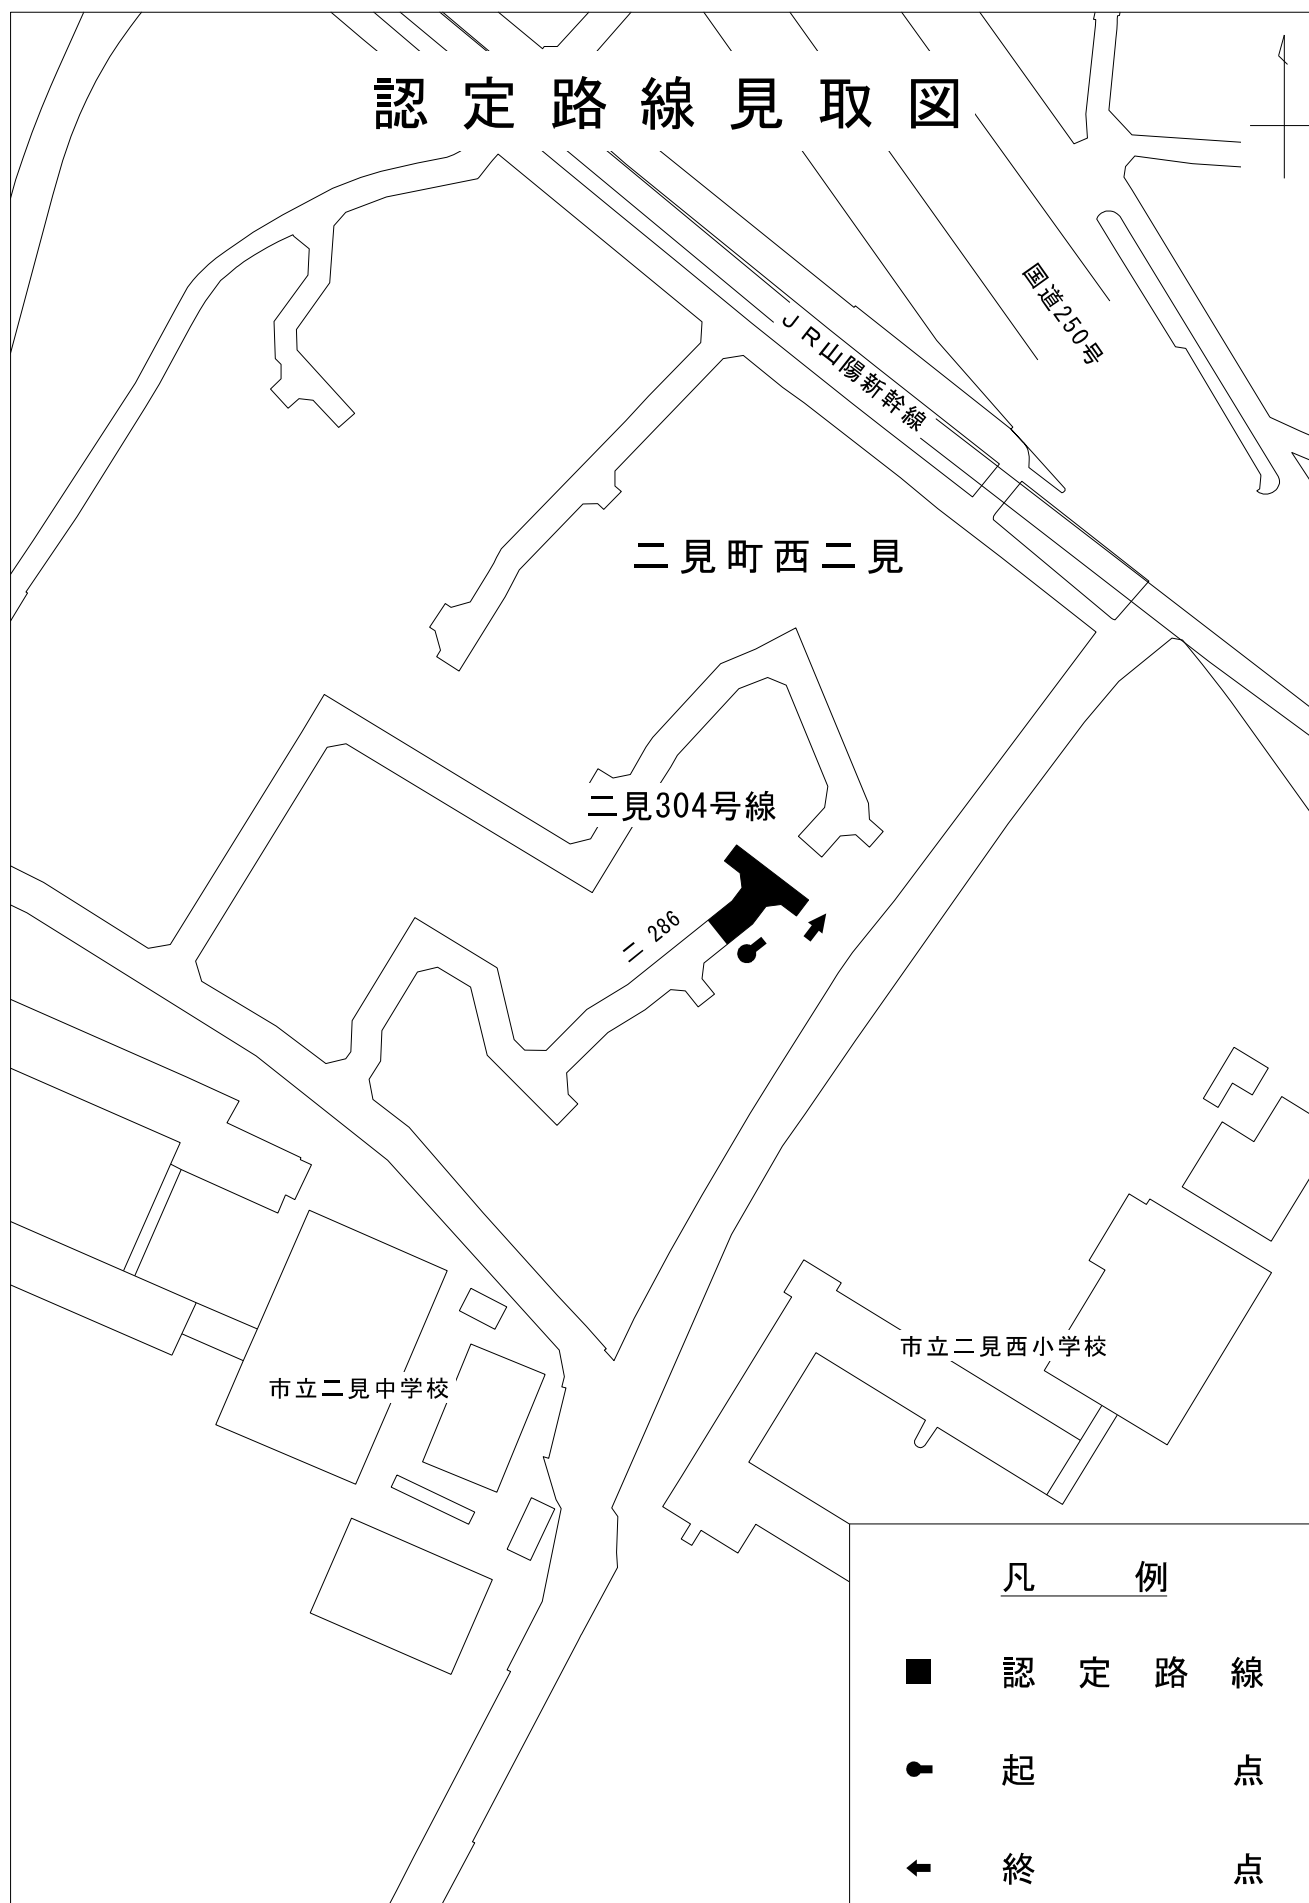 認定路線見取図
国道250号
JR山陽新幹線
二見町西二見
二見304号線
二 286
市立二見西小学校
市立二見中学校
凡例
認定路線
起点
終点